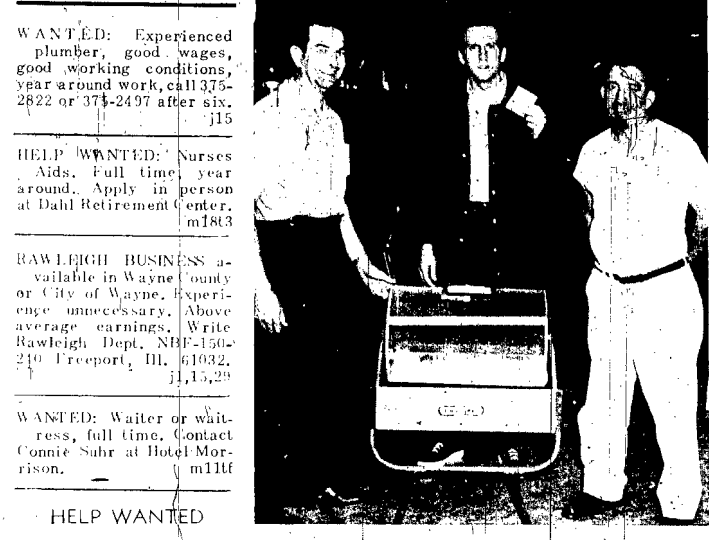 WANTED: Experienced
plumber, good wages,
good working conditions,
year around work, call 375-
2822 or 375-2497 after six.
j15
HELP WANTED: Nurses
Aids. Full time, year
around. Apply in person
at Dahl Retirement Center.
m18t3
RAWLEIGH BUSINESS a-
vailable in Wayne County
or City of Wayne. Experi-
ence unnecessary. Above
average earnings. Write
Rawleigh Dept. NBF-150-
240 Freeport, Ill. 61032.
j1,15,29
WANTED: Waiter or wait-
ress, full time. Contact
Connie Suhr at Hotel Mor-
rison. m11tf
HELP WANTED